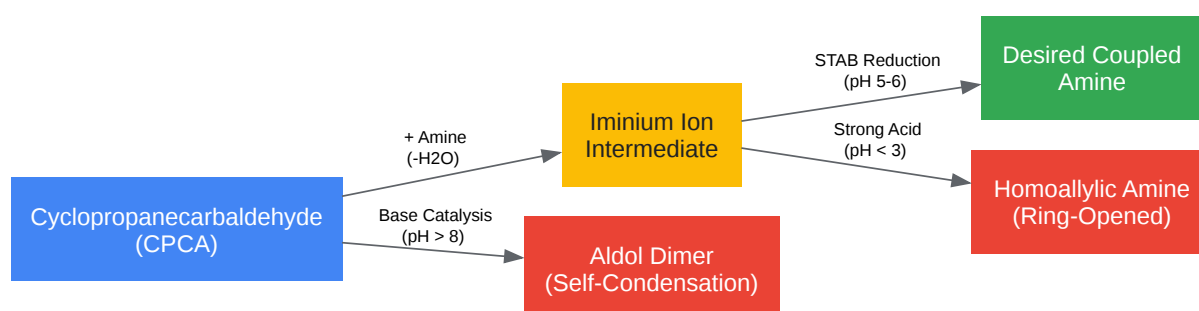 Cyclopropanecarbaldehyde
(CPCA)
+ Amine
(-H2O)
Base Catalysis
(pH > 8)
Iminium Ion
Intermediate
Aldol Dimer
(Self-Condensation)
STAB Reduction
(pH 5-6)
Strong Acid
(pH < 3)
Desired Coupled
Amine
Homoallylic Amine
(Ring-Opened)